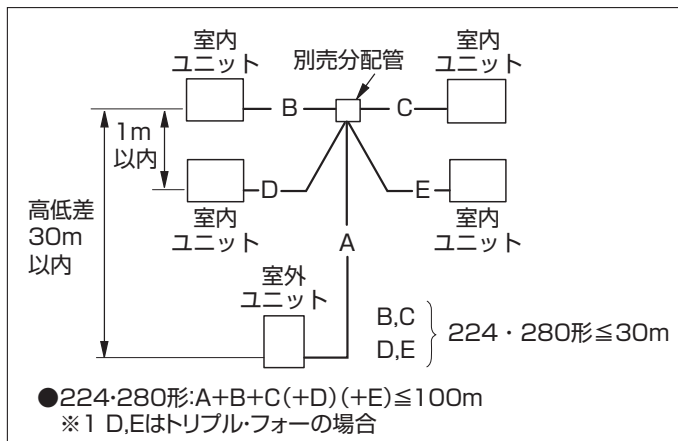 室内
ユニット
別売分配管
室内
ユニット
B
C
1m
以内
D
E
室内
ユニット
室内
ユニット
高低差
30m
以内
A
室外
ユニット
B,C
D,E
224・280形≦30m
●224・280形:A+B+C(+D)(+E)≦100m
※1 D,Eはトリプル・フォーの場合